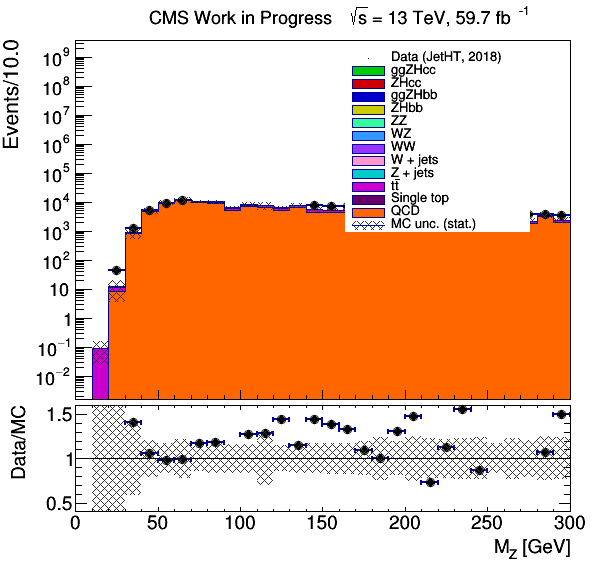 CMS Work in Progress √s = 13 TeV, 59.7 fb⁻¹
Events/10.0
10⁹
10⁸
10⁷
10⁶
10⁵
10⁴
10³
10²
10
1
10⁻¹
10⁻²
Data (JetHT, 2018)
ggZHcc
ZHcc
ggZHbb
ZHbb
ZZ
WZ
WW
W + jets
Z + jets
tt̄
Single top
QCD
MC unc. (stat.)
Data/MC
1.5
1
0.5
0 50 100 150 200 250 300
M_Z [GeV]